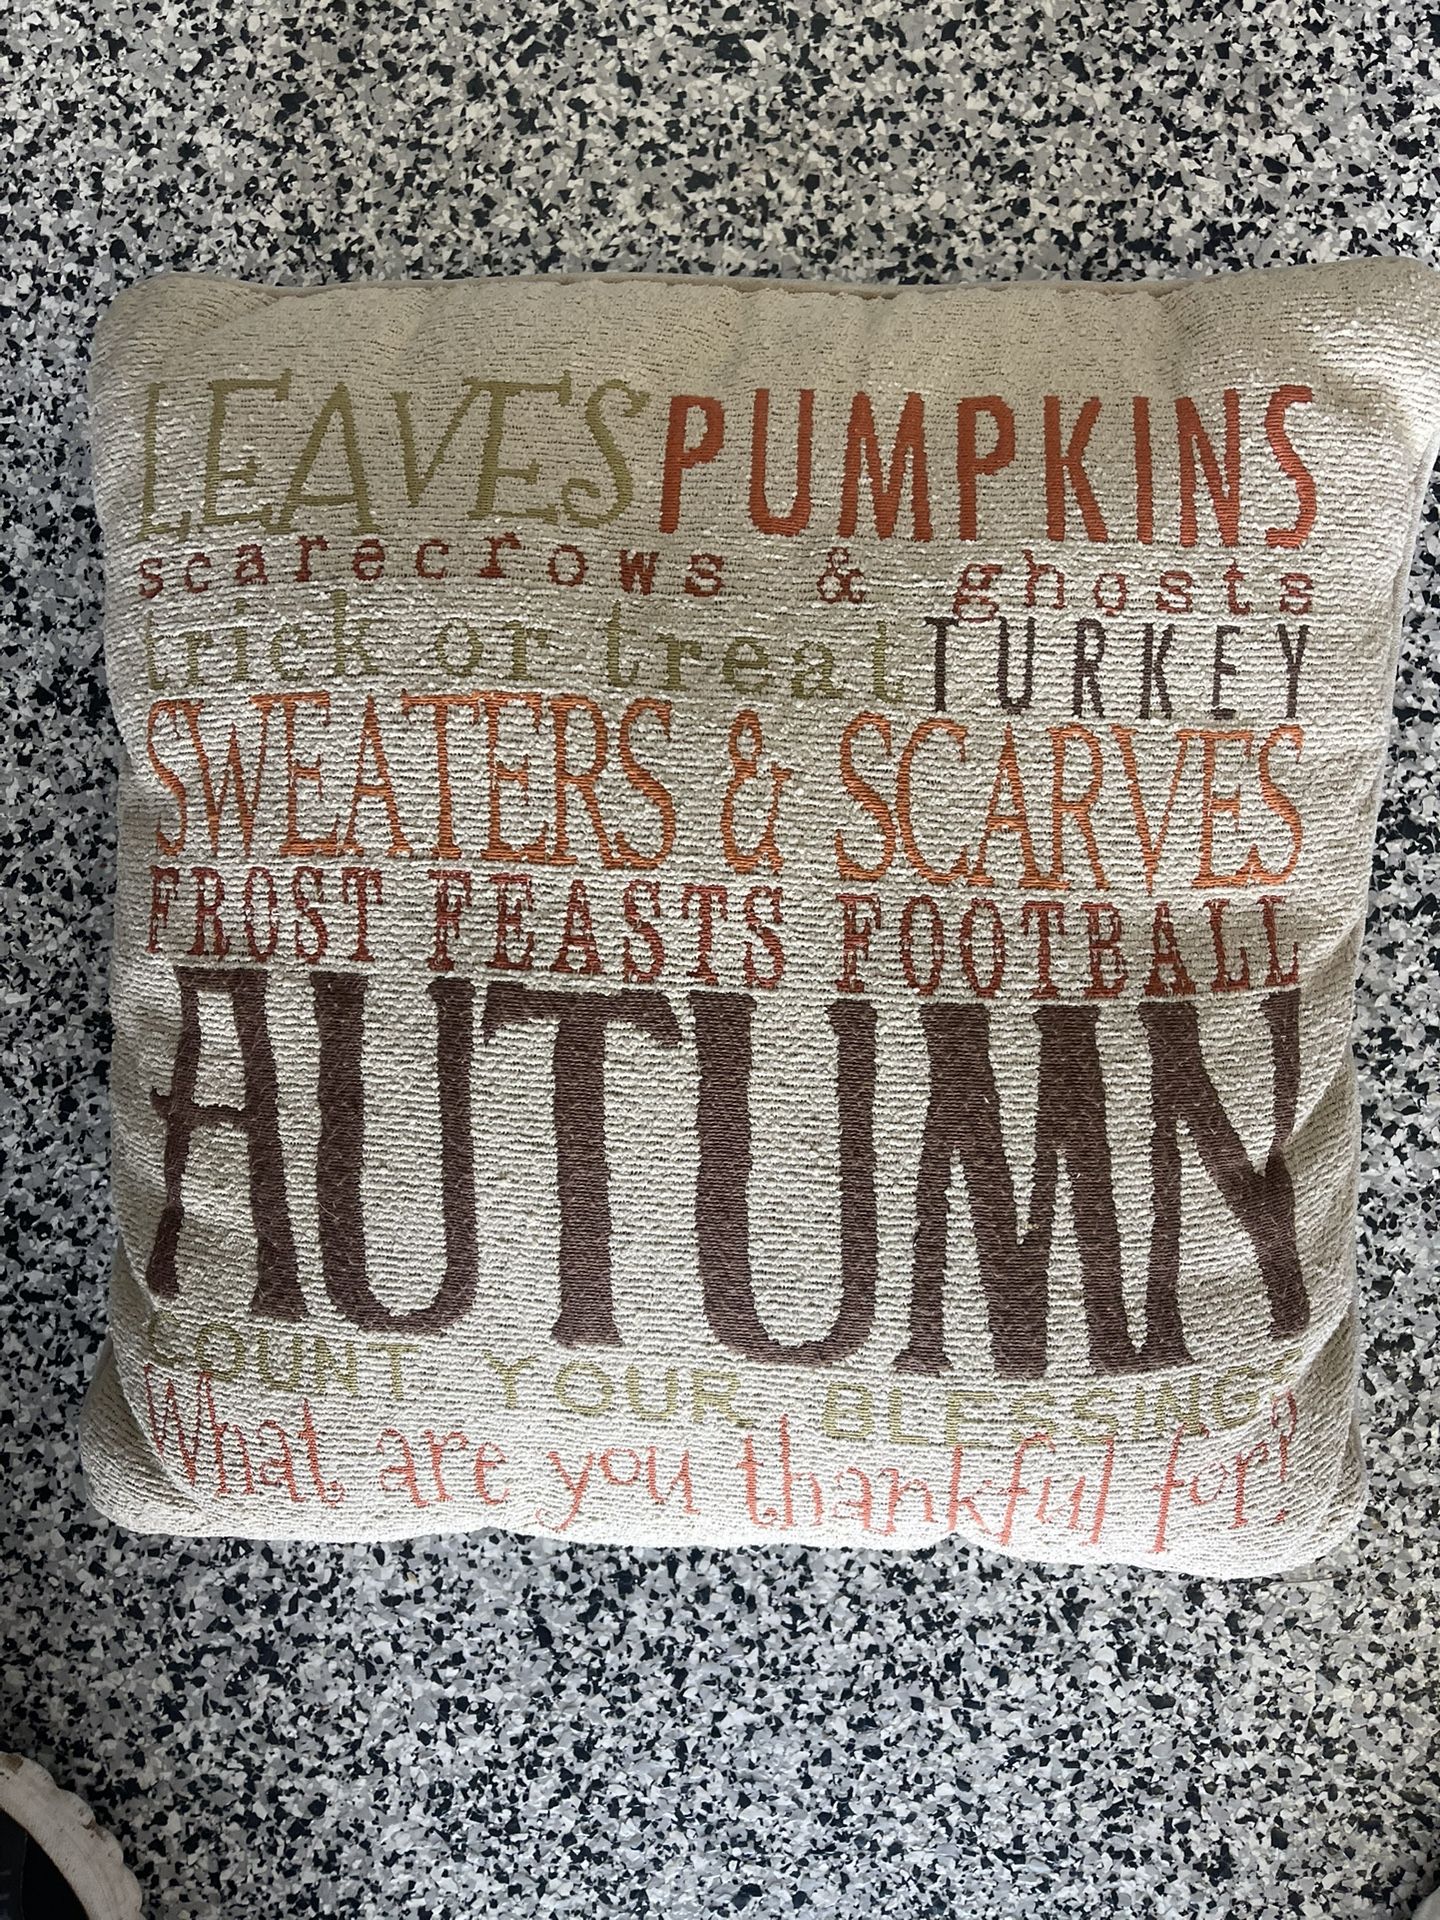 LEAVES PUMPKINS
scarecrows & ghosts
trick or treat TURKEY
SWEATERS & SCARVES
FROST FEASTS FOOTBALL
AUTUMN
COUNT YOUR BLESSINGS
What are you thankful for?